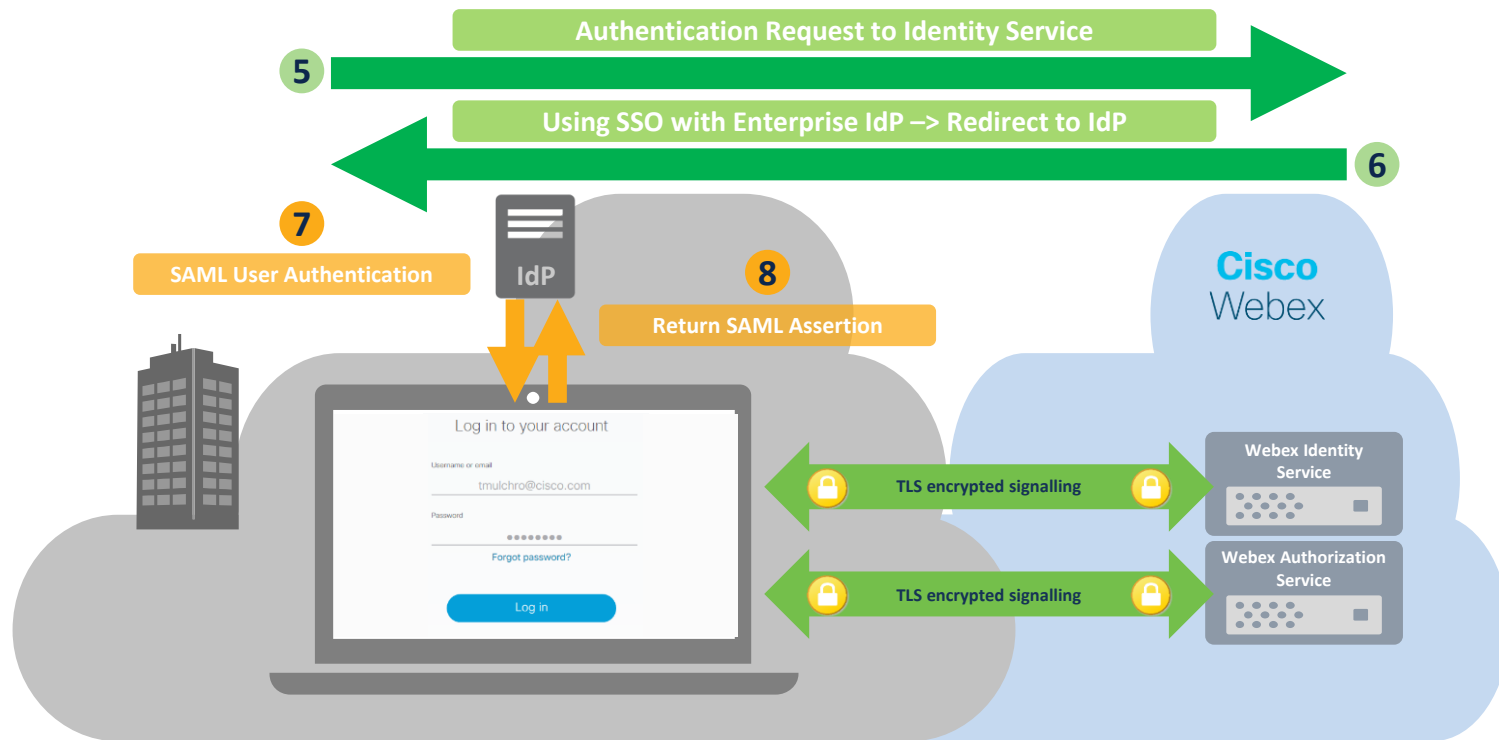 Authentication Request to Identity Service
5
Using SSO with Enterprise IdP –> Redirect to IdP
6
7
SAML User Authentication
IdP
8
Return SAML Assertion
Cisco
Webex
Log in to your account
Username or email
tmulchro@cisco.com
Password
Forgot password?
Log in
TLS encrypted signalling
Webex Identity
Service
TLS encrypted signalling
Webex Authorization
Service